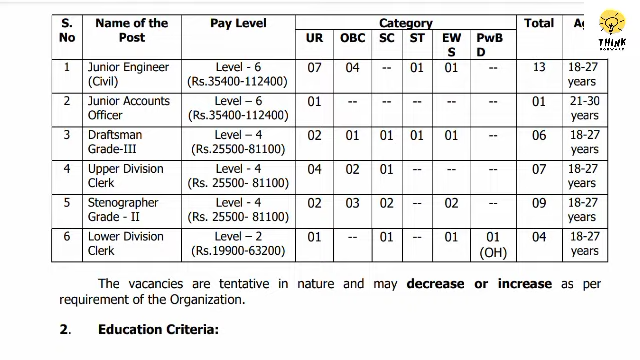 S. No Name of the Post Pay Level Category Total Ag
UR OBC SC ST EWS PwBD
1 Junior Engineer (Civil) Level - 6 (Rs.35400-112400) 07 04 -- 01 01 -- 13 18-27 years
2 Junior Accounts Officer Level – 6 (Rs.35400-112400) 01 -- -- -- -- -- 01 21-30 years
3 Draftsman Grade-III Level – 4 (Rs.25500-81100) 02 01 01 01 01 -- 06 18-27 years
4 Upper Division Clerk Level - 4 (Rs. 25500- 81100) 04 02 01 -- -- -- 07 18-27 years
5 Stenographer Grade - II Level - 4 (Rs. 25500- 81100) 02 03 02 -- 02 -- 09 18-27 years
6 Lower Division Clerk Level – 2 (Rs.19900-63200) 01 -- 01 -- 01 01 (OH) 04 18-27 years
The vacancies are tentative in nature and may decrease or increase as per
requirement of the Organization.
2. Education Criteria:
THINK